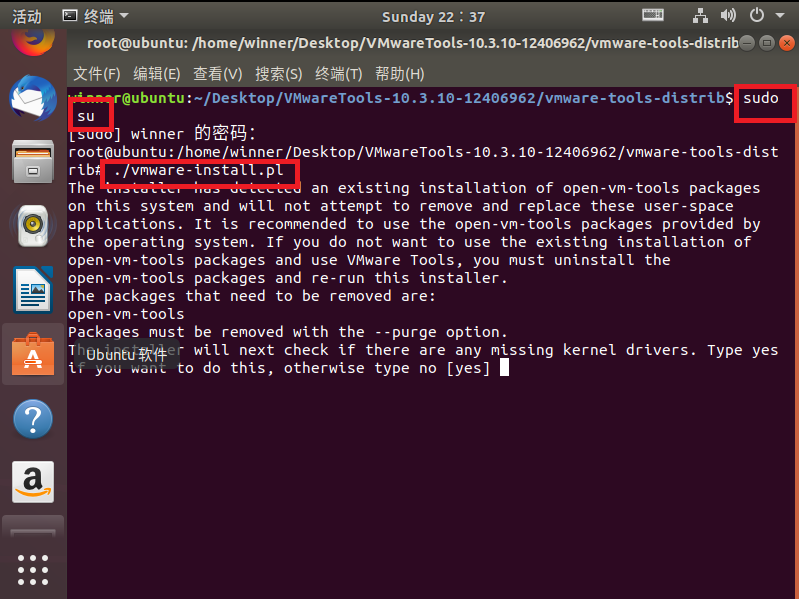 活动 终端 Sunday 22:37
root@ubuntu: /home/winner/Desktop/VMwareTools-10.3.10-12406962/vmware-tools-distrib
文件(F) 编辑(E) 查看(V) 搜索(S) 终端(T) 帮助(H)
winner@ubuntu:~/Desktop/VMwareTools-10.3.10-12406962/vmware-tools-distrib$ sudo
su
[sudo] winner 的密码:
root@ubuntu:/home/winner/Desktop/VMwareTools-10.3.10-12406962/vmware-tools-dist
rib# ./vmware-install.pl
The installer has detected an existing installation of open-vm-tools packages
on this system and will not attempt to remove and replace these user-space
applications. It is recommended to use the open-vm-tools packages provided by
the operating system. If you do not want to use the existing installation of
open-vm-tools packages and use VMware Tools, you must uninstall the
open-vm-tools packages and re-run this installer.
The packages that need to be removed are:
open-vm-tools
Packages must be removed with the --purge option.
The installer will next check if there are any missing kernel drivers. Type yes
Ubuntu 软件
if you want to do this, otherwise type no [yes]